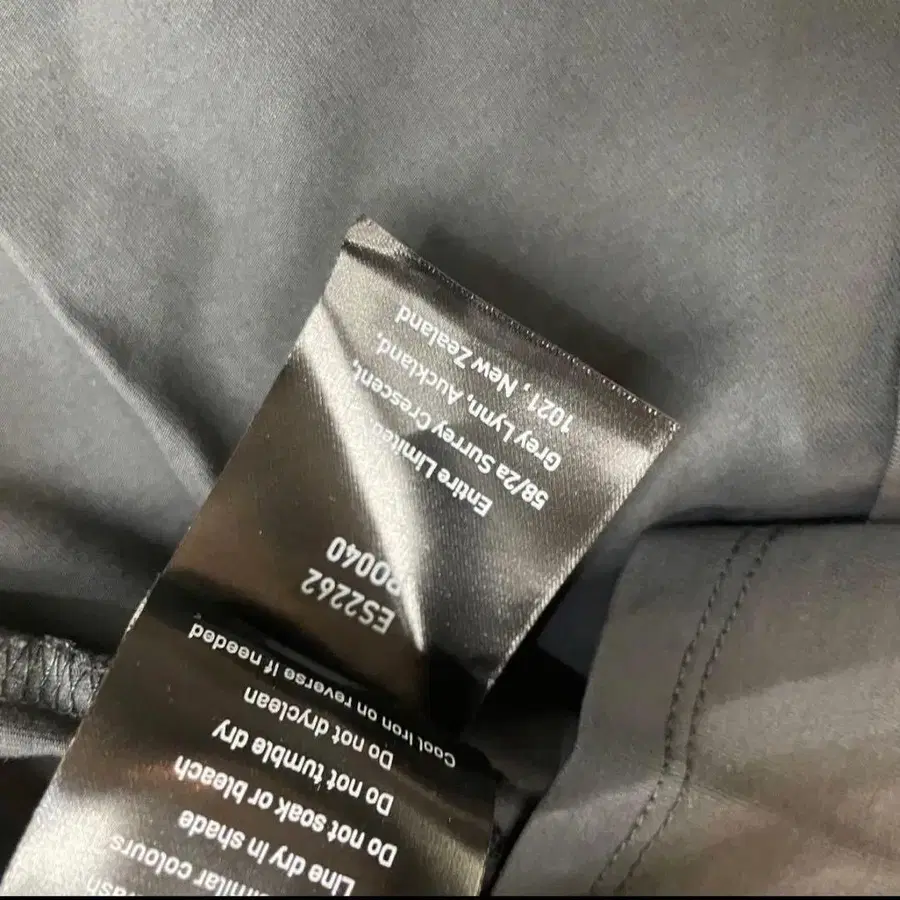 colours
Line dry in shade
Do not soak or bleach
Do not tumble dry
Do not dryclean
Cool iron on reverse if needed
ES2262
Entire Limited
58/2a Surrey Crescent,
Grey Lynn, Auckland,
1021 , New Zealand